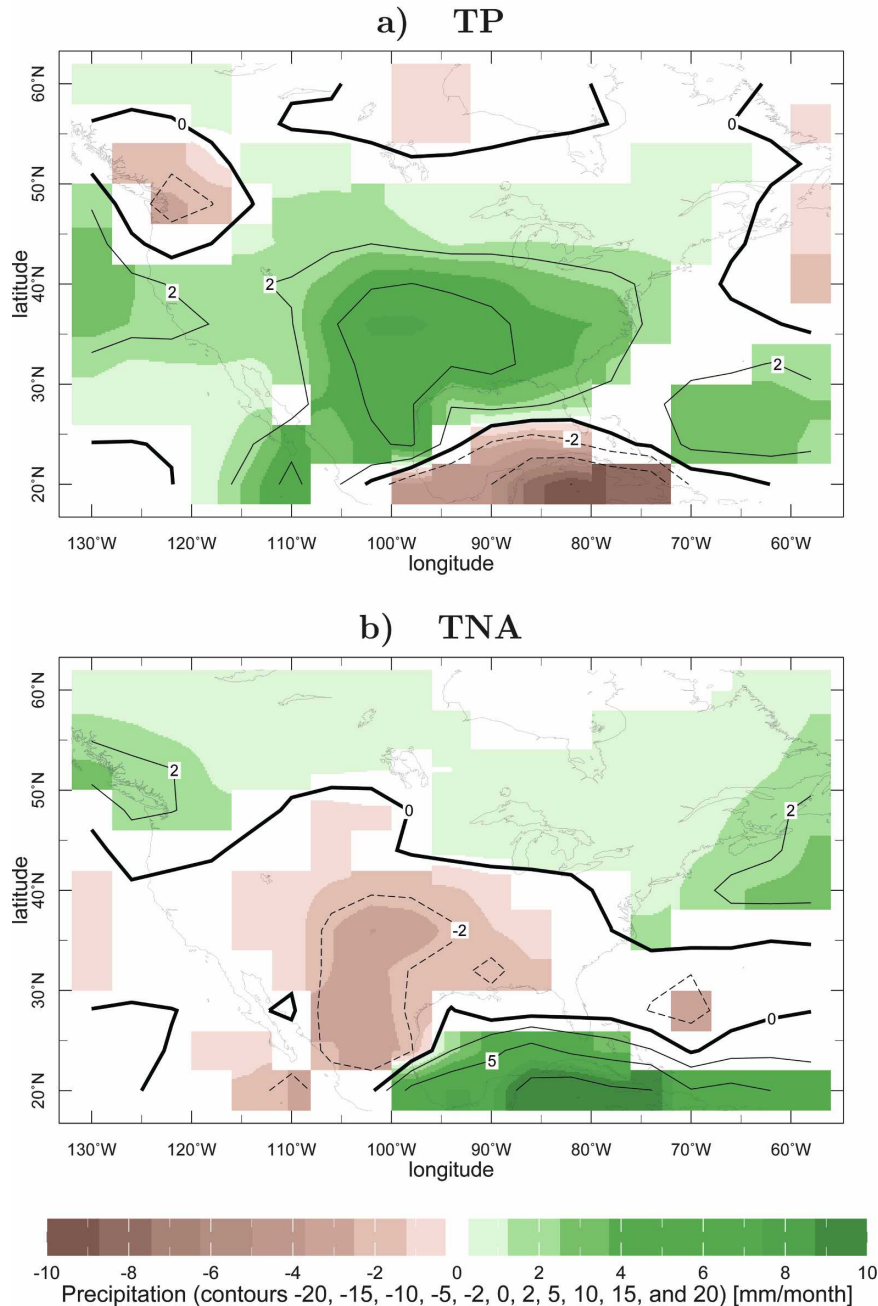 a) TP
60°N
50°N
40°N
30°N
20°N
latitude
0
2
2
2
-2
130°W 120°W 110°W 100°W 90°W 80°W 70°W 60°W
longitude
b) TNA
60°N
50°N
40°N
30°N
20°N
latitude
2
0
2
-2
0
5
130°W 120°W 110°W 100°W 90°W 80°W 70°W 60°W
longitude
-10 -8 -6 -4 -2 0 2 4 6 8 10
Precipitation (contours -20, -15, -10, -5, -2, 0, 2, 5, 10, 15, and 20) [mm/month]